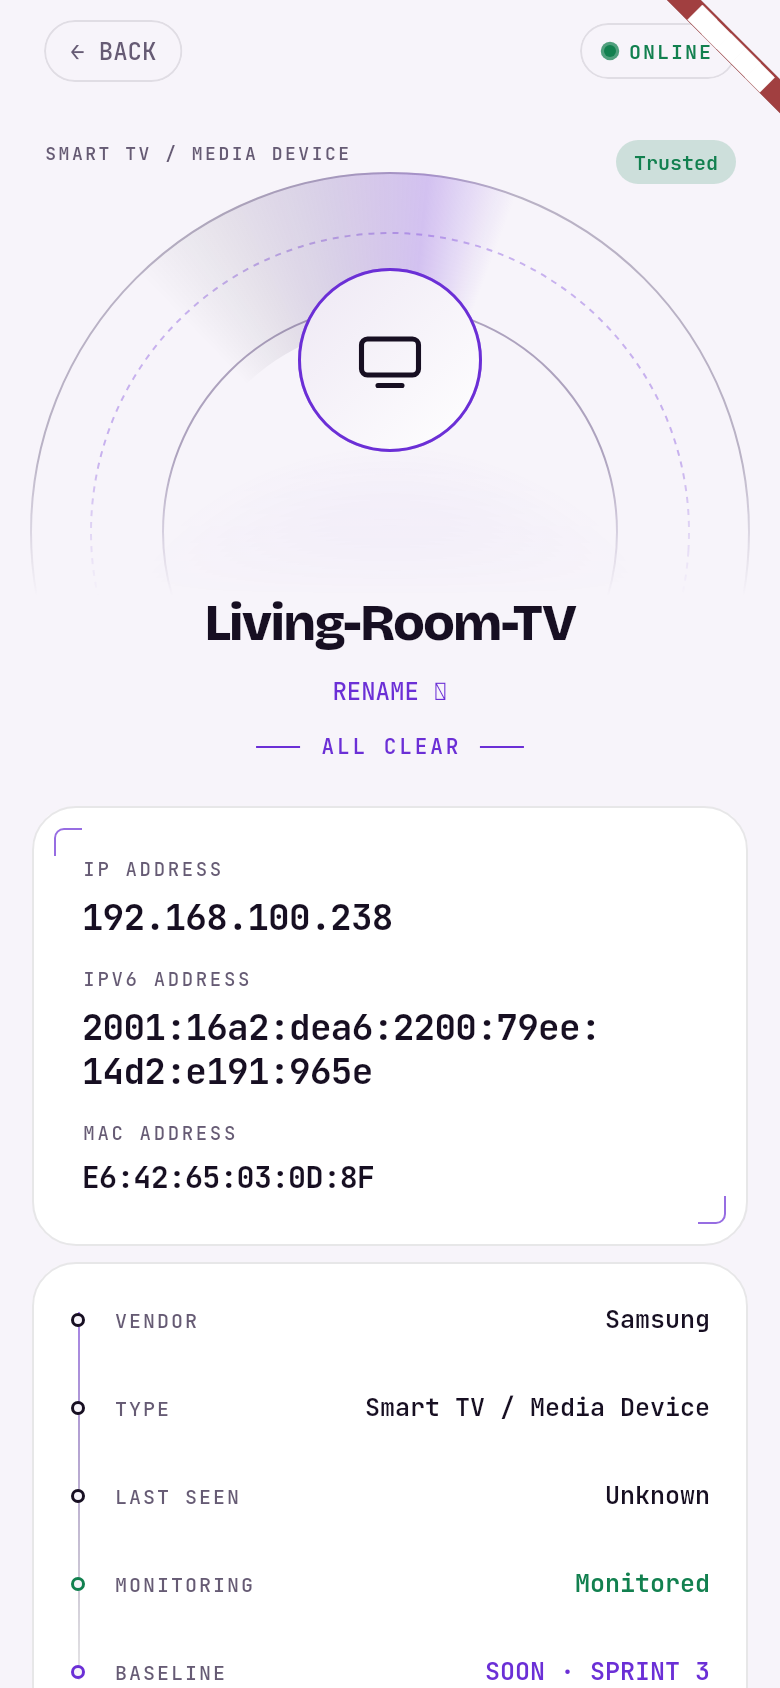 ← BACK
ONLINE
SMART TV / MEDIA DEVICE
Trusted
Living-Room-TV
RENAME
ALL CLEAR
IP ADDRESS
192.168.100.238
IPV6 ADDRESS
2001:16a2:dea6:2200:79ee:
14d2:e191:965e
MAC ADDRESS
E6:42:65:03:0D:8F
VENDOR Samsung
TYPE Smart TV / Media Device
LAST SEEN Unknown
MONITORING Monitored
BASELINE SOON · SPRINT 3